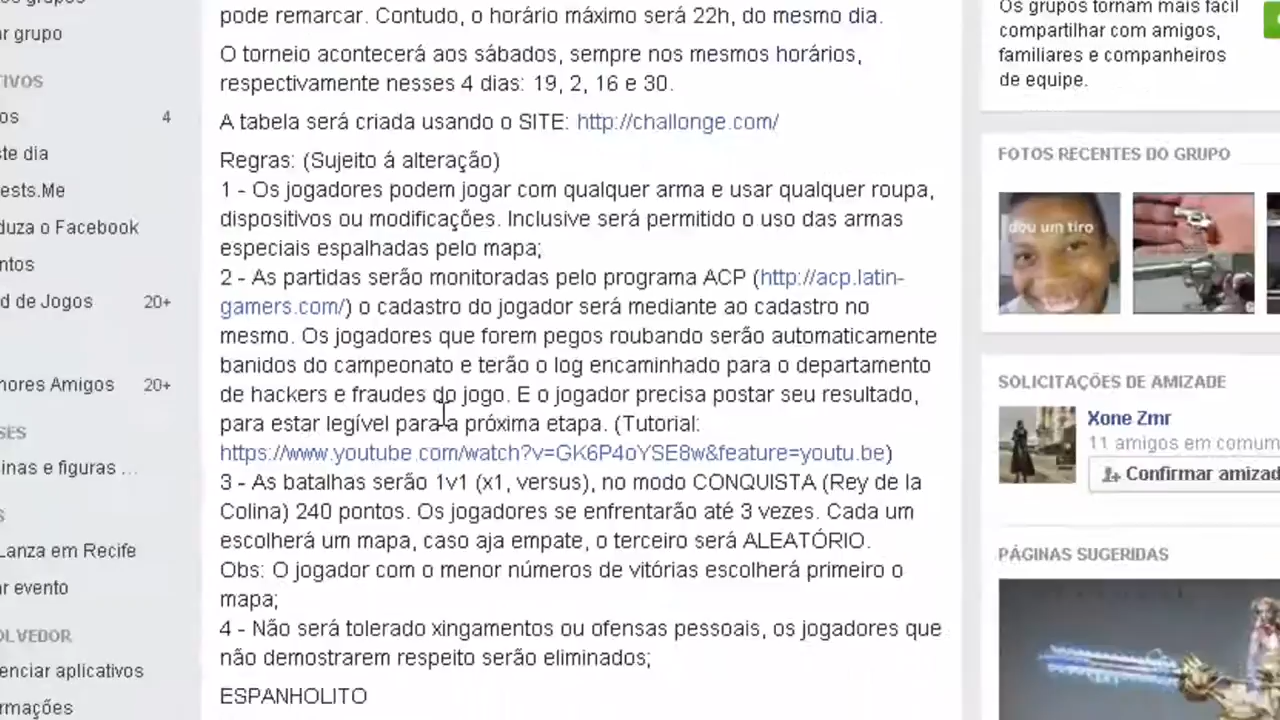 ar grupo
4
ste dia
ests.Me
duza o Facebook
ntos
d de Jogos 20+
hores Amigos 20+
inas e figuras ...
Lanza em Recife
r evento
OLVEDOR
enciar aplicativos
rmações
pode remarcar. Contudo, o horário máximo será 22h, do mesmo dia.
O torneio acontecerá aos sábados, sempre nos mesmos horários,
respectivamente nesses 4 dias: 19, 2, 16 e 30.
A tabela será criada usando o SITE: http://challonge.com/
Regras: (Sujeito á alteração)
1 - Os jogadores podem jogar com qualquer arma e usar qualquer roupa,
dispositivos ou modificações. Inclusive será permitido o uso das armas
especiais espalhadas pelo mapa;
2 - As partidas serão monitoradas pelo programa ACP (http://acp.latin-
gamers.com/) o cadastro do jogador será mediante ao cadastro no
mesmo. Os jogadores que forem pegos roubando serão automaticamente
banidos do campeonato e terão o log encaminhado para o departamento
de hackers e fraudes do jogo. E o jogador precisa postar seu resultado,
para estar legível para a próxima etapa. (Tutorial:
https://www.youtube.com/watch?v=GK6P4oYSE8w&feature=youtu.be)
3 - As batalhas serão 1v1 (x1, versus), no modo CONQUISTA (Rey de la
Colina) 240 pontos. Os jogadores se enfrentarão até 3 vezes. Cada um
escolherá um mapa, caso aja empate, o terceiro será ALEATÓRIO.
Obs: O jogador com o menor números de vitórias escolherá primeiro o
mapa;
4 - Não será tolerado xingamentos ou ofensas pessoais, os jogadores que
não demostrarem respeito serão eliminados;
ESPANHOLITO
Os grupos tornam mais fácil
compartilhar com amigos,
familiares e companheiros
de equipe.
FOTOS RECENTES DO GRUPO
dou um tiro
SOLICITAÇÕES DE AMIZADE
Xone Zmr
11 amigos em comum
Confirmar amizad
PÁGINAS SUGERIDAS